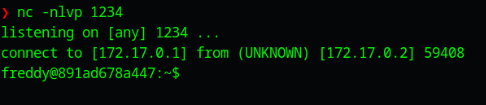 ❯ nc -nlvp 1234
listening on [any] 1234 ...
connect to [172.17.0.1] from (UNKNOWN) [172.17.0.2] 59408
freddy@891ad678a447:~$